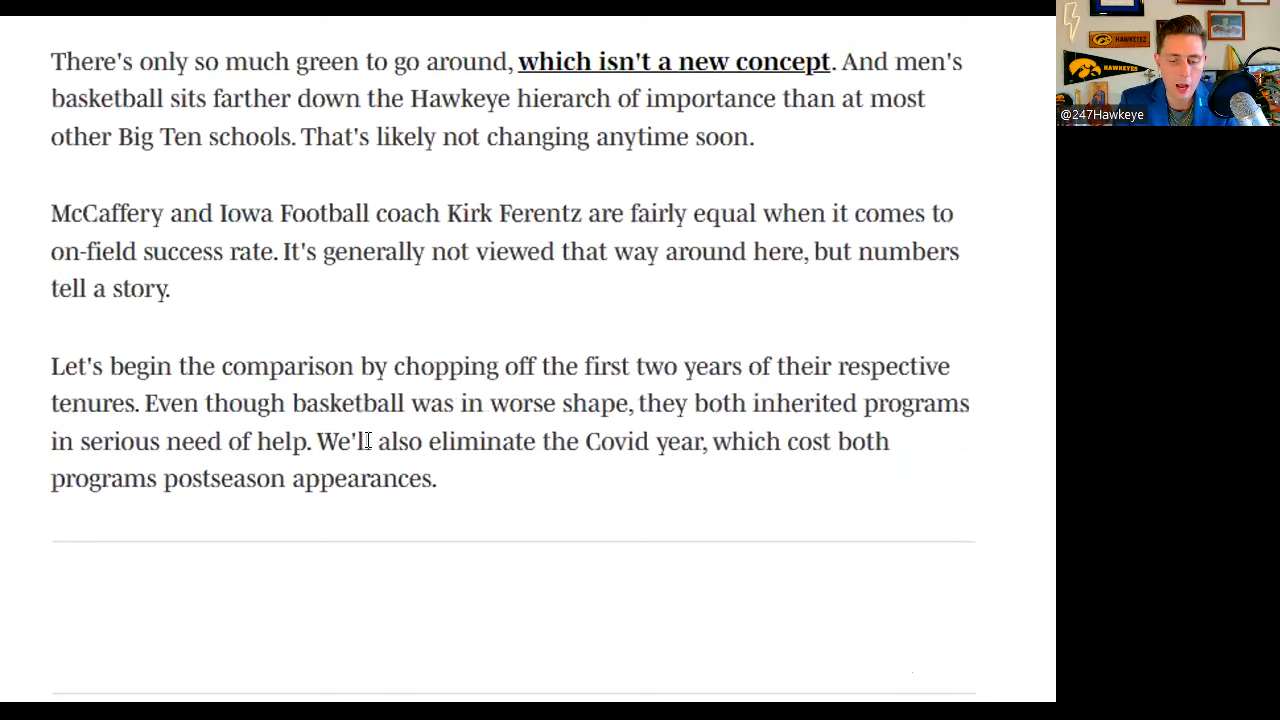 There's only so much green to go around, which isn't a new concept. And men's
basketball sits farther down the Hawkeye hierarch of importance than at most
other Big Ten schools. That's likely not changing anytime soon.
McCaffery and Iowa Football coach Kirk Ferentz are fairly equal when it comes to
on-field success rate. It's generally not viewed that way around here, but numbers
tell a story.
Let's begin the comparison by chopping off the first two years of their respective
tenures. Even though basketball was in worse shape, they both inherited programs
in serious need of help. We'll also eliminate the Covid year, which cost both
programs postseason appearances.
HAWKEYES
HAWKEYES
@247Hawkeye